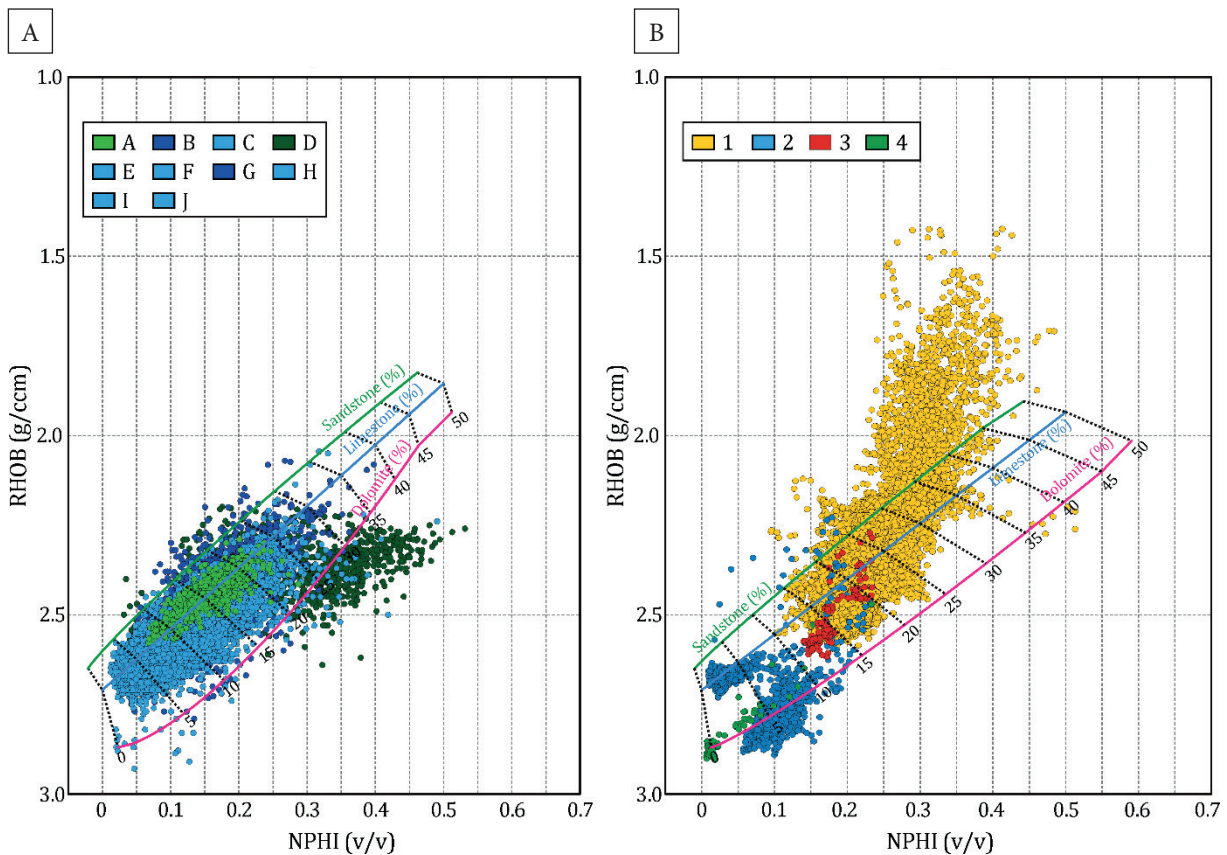 A
B
1.0
1.5
2.0
2.5
3.0
RHOB (g/ccm)
A B C D
E F G H
I J
Sandstone (%)
Limestone (%)
Dolomite (%)
0
5
10
15
20
30
35
40
45
50
0 0.1 0.2 0.3 0.4 0.5 0.6 0.7
NPHI (v/v)
1.0
1.5
2.0
2.5
3.0
RHOB (g/ccm)
1 2 3 4
Sandstone (%)
Limestone (%)
Dolomite (%)
0
5
10
15
20
25
30
35
40
45
50
0 0.1 0.2 0.3 0.4 0.5 0.6 0.7
NPHI (v/v)